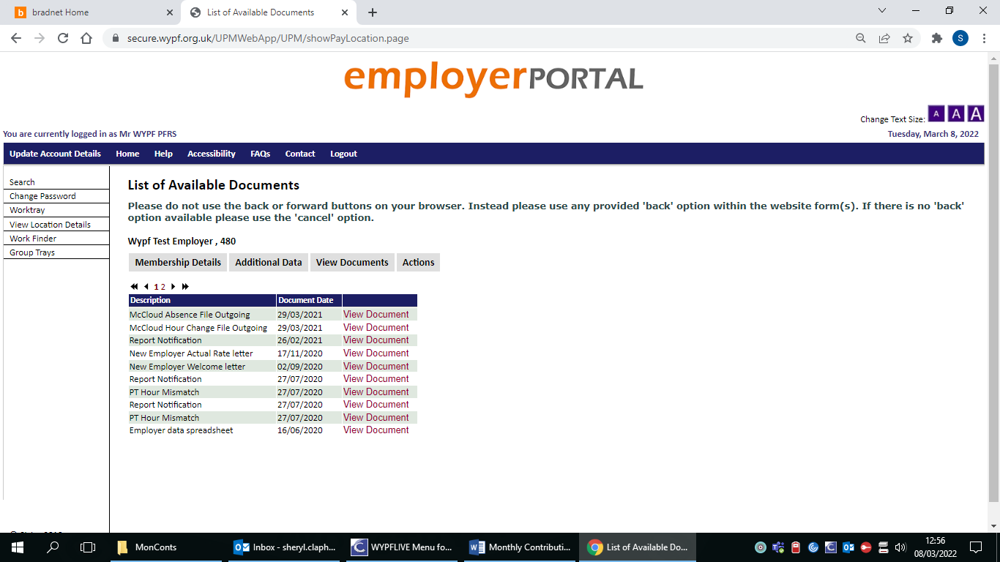 bradnet Home
List of Available Documents
secure.wypf.org.uk/UPMWebApp/UPM/showPayLocation.page
S
employerPORTAL
Change Text Size: A A A
You are currently logged in as Mr WYPF PFRS
Tuesday, March 8, 2022
Update Account Details Home Help Accessibility FAQs Contact Logout
Search
Change Password
Worktray
View Location Details
Work Finder
Group Trays
List of Available Documents
Please do not use the back or forward buttons on your browser. Instead please use any provided 'back' option within the website form(s). If there is no 'back'
option available please use the 'cancel' option.
Wypf Test Employer , 480
Membership Details Additional Data View Documents Actions
1 2
Description Document Date
McCloud Absence File Outgoing 29/03/2021 View Document
McCloud Hour Change File Outgoing 29/03/2021 View Document
Report Notification 26/02/2021 View Document
New Employer Actual Rate letter 17/11/2020 View Document
New Employer Welcome letter 02/09/2020 View Document
Report Notification 27/07/2020 View Document
PT Hour Mismatch 27/07/2020 View Document
Report Notification 27/07/2020 View Document
PT Hour Mismatch 27/07/2020 View Document
Employer data spreadsheet 16/06/2020 View Document
MonConts
Inbox - sheryl.claph...
WYPFLIVE Menu fo...
Monthly Contributi...
List of Available Do...
12:56
08/03/2022